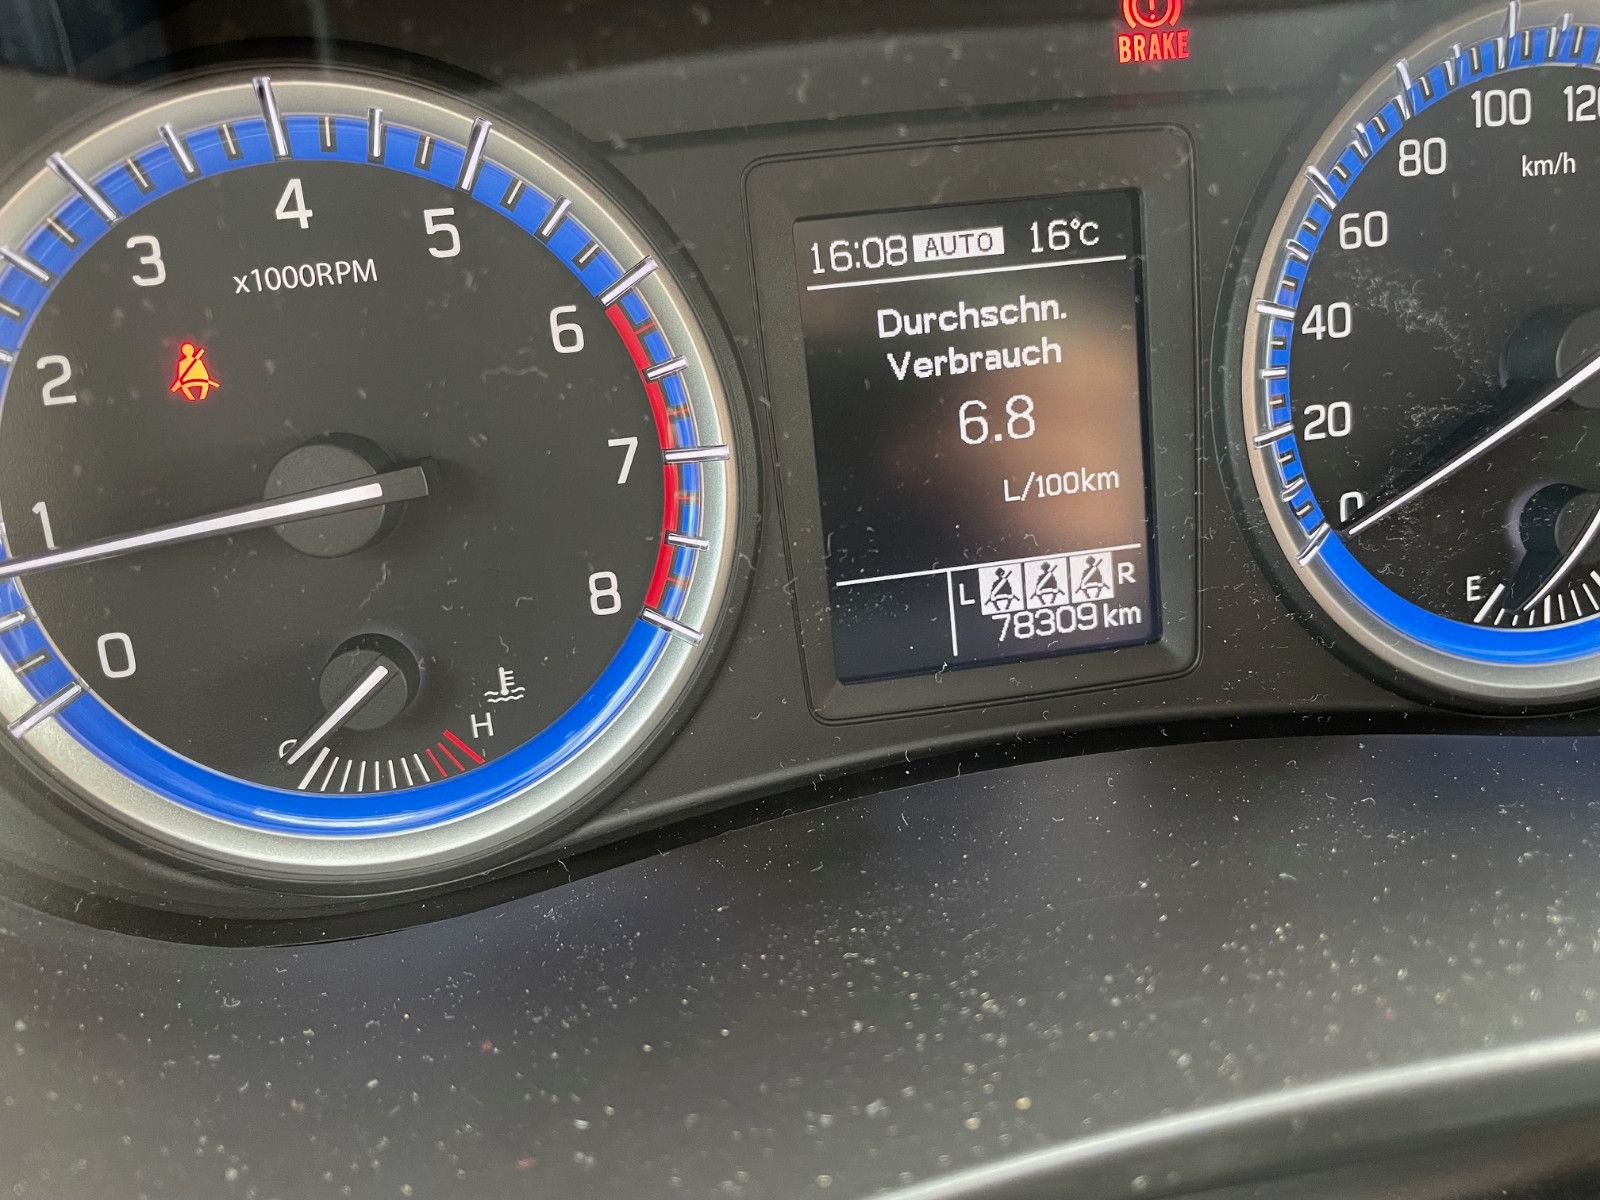 BRAKE
4
3
5
x1000RPM
2
6
1
7
0
8
H
16:08 AUTO 16°C
Durchschn.
Verbrauch
6.8
L/100km
L R
78309 km
100
80
km/h
60
40
20
0
E